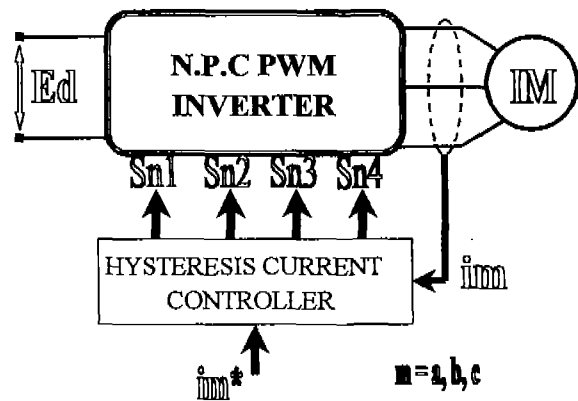 N.P.C PWM
INVERTER
Ed
IM
Sn1 Sn2 Sn3 Sn4
HYSTERESIS CURRENT
CONTROLLER
im
im*
m = a, b, c